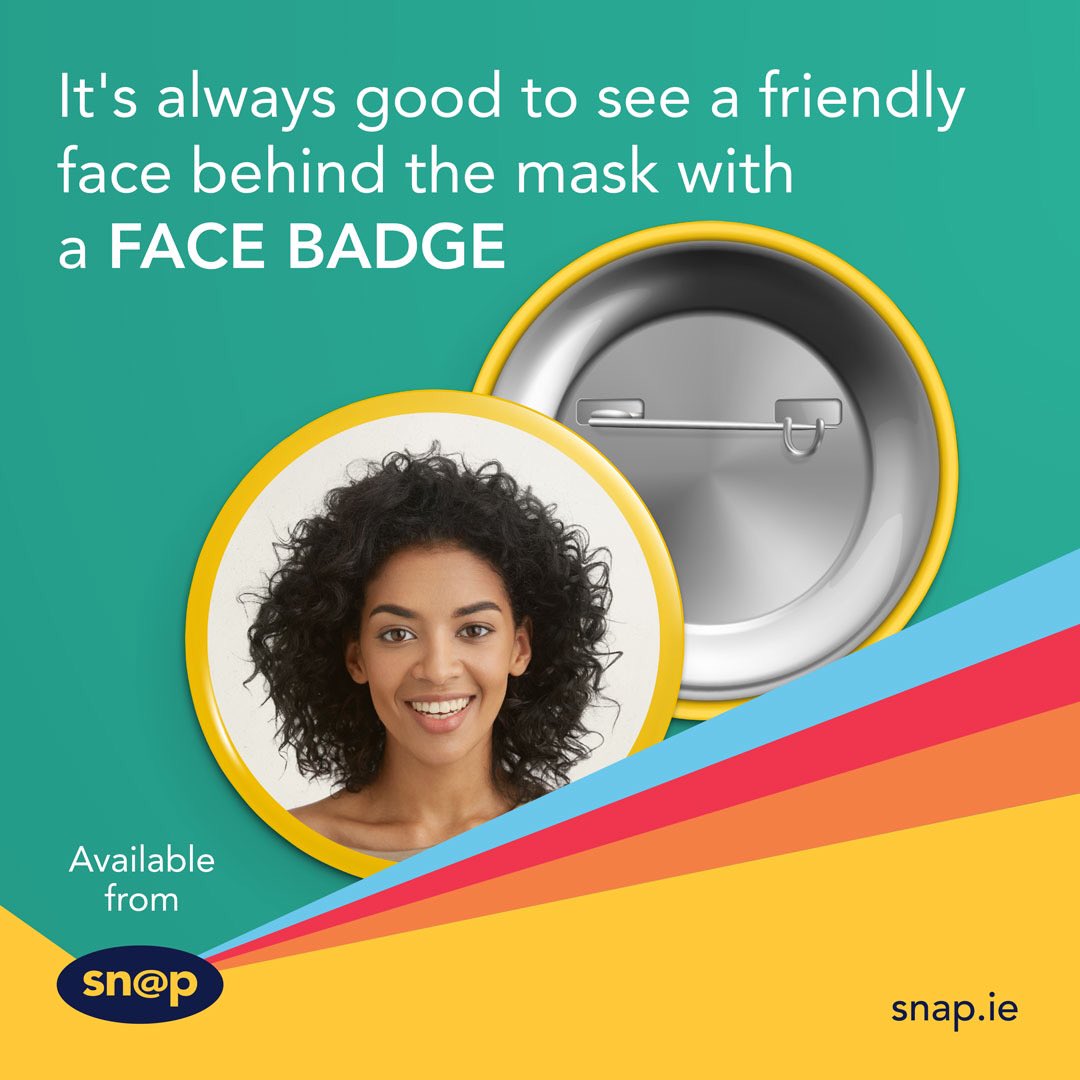 It's always good to see a friendly
face behind the mask with
a FACE BADGE
Available
from
sn@p
snap.ie